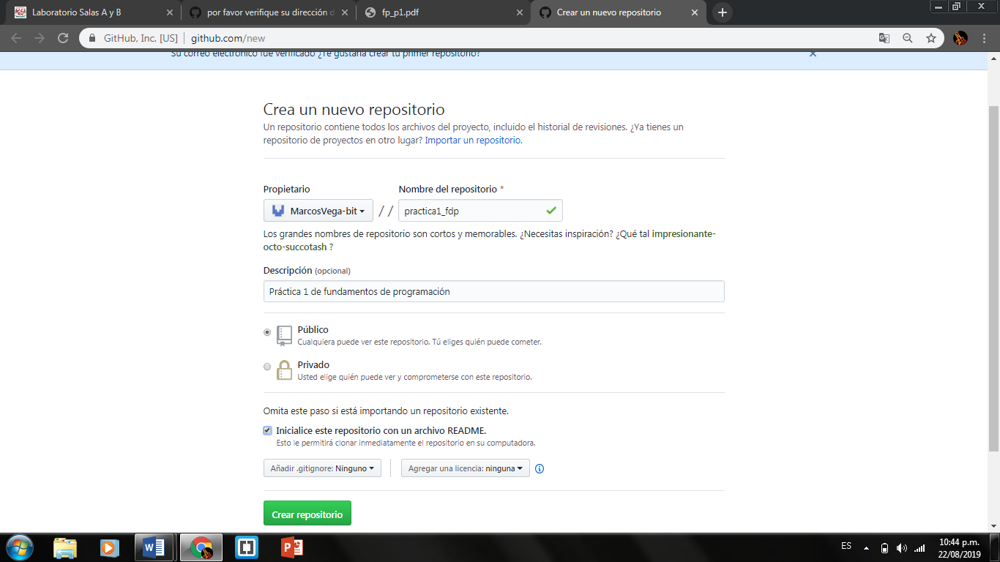 Laboratorio Salas A y B
por favor verifique su dirección d
fp_p1.pdf
Crear un nuevo repositorio
GitHub, Inc. [US]
github.com/new
Su correo electrónico fue verificado ¿Te gustaría crear tu primer repositorio?
Crea un nuevo repositorio
Un repositorio contiene todos los archivos del proyecto, incluido el historial de revisiones. ¿Ya tienes un
repositorio de proyectos en otro lugar? Importar un repositorio.
Propietario
Nombre del repositorio *
MarcosVega-bit
/ /
practica1_fdp
Los grandes nombres de repositorio son cortos y memorables. ¿Necesitas inspiración? ¿Qué tal impresionante-
octo-succotash ?
Descripción (opcional)
Práctica 1 de fundamentos de programación
Público
Cualquiera puede ver este repositorio. Tú eliges quién puede cometer.
Privado
Usted elige quién puede ver y comprometerse con este repositorio.
Omita este paso si está importando un repositorio existente.
Inicialice este repositorio con un archivo README.
Esto le permitirá clonar inmediatamente el repositorio en su computadora.
Añadir .gitignore: Ninguno
Agregar una licencia: ninguna
Crear repositorio
ES
10:44 p.m.
22/08/2019